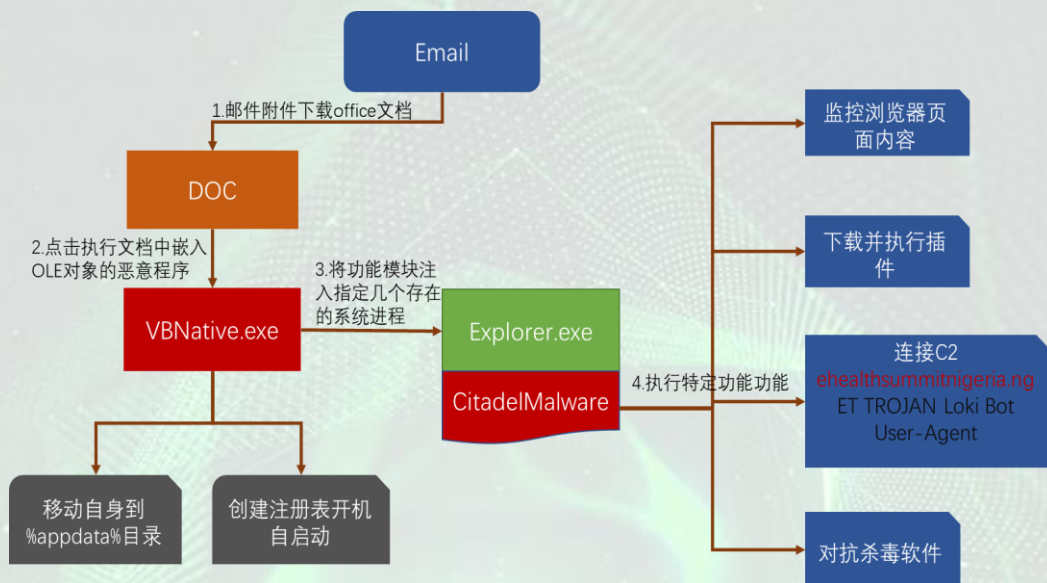 Email
1.邮件附件下载office文档
DOC
2.点击执行文档中嵌入
OLE对象的恶意程序
VBNative.exe
3.将功能模块注
入指定几个存在
的系统进程
Explorer.exe
CitadelMalware
移动自身到
%appdata%目录
创建注册表开机
自启动
4.执行特定功能功能
监控浏览器页
面内容
下载并执行插
件
连接C2
ehealthsummitnigeria.ng
ET TROJAN Loki Bot
User-Agent
对抗杀毒软件